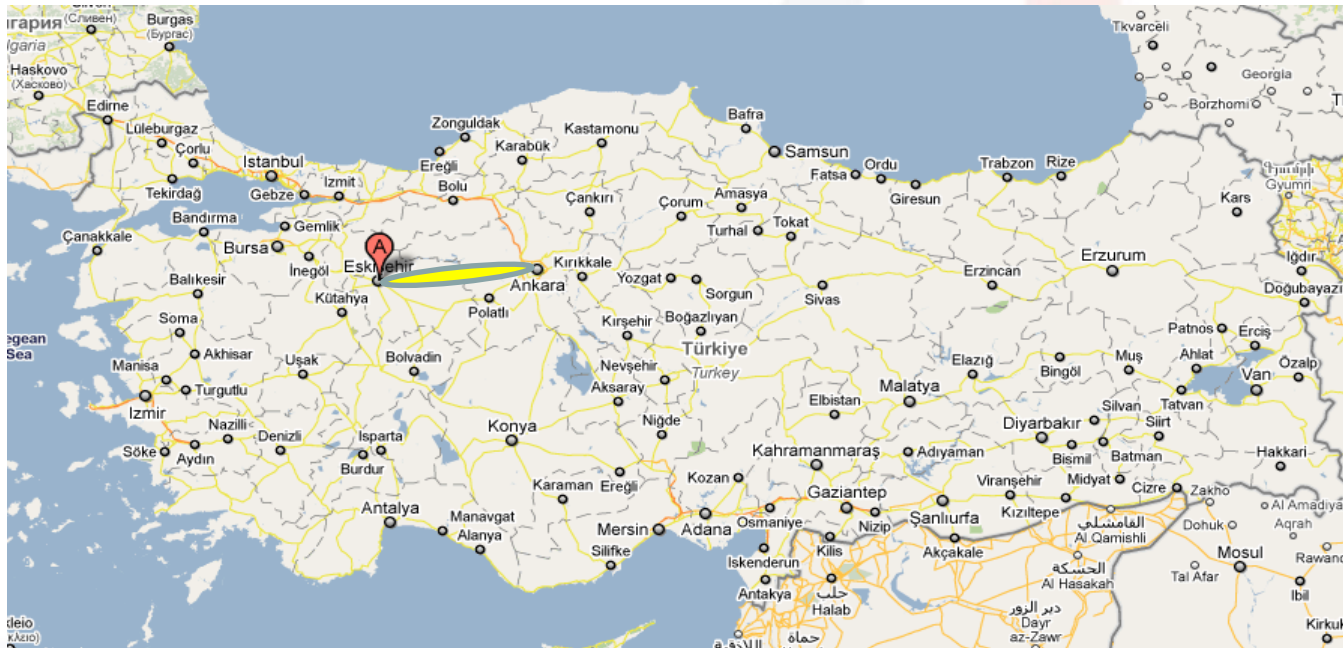 Burgas
(Бургас)
(Сливен)
Haskovo
(Хасково)
Edirne
Lüleburgaz
Çorlu
Tekirdağ
Istanbul
Gebze
Izmit
Zonguldak
Ereğli
Karabük
Kastamonu
Bolu
Bafra
Samsun
Ordu
Fatsa
Giresun
Trabzon
Rize
Tkvarceli
Georgia
Borzhomi
Gyumri
Kars
Iğdır
Doğubayazı
Bandırma
Gemlik
Çanakkale
Bursa
İnegöl
A
Eskişehir
Ankara
Kırıkkale
Çankırı
Çorum
Amasya
Turhal
Tokat
Yozgat
Sorgun
Sivas
Erzincan
Erzurum
Balıkesir
Kütahya
Polatlı
Kırşehir
Boğazlıyan
Türkiye
Turkey
Soma
Akhisar
Manisa
Turgutlu
Izmir
Uşak
Bolvadin
Nevşehir
Aksaray
Niğde
Elbistan
Malatya
Elazığ
Bingöl
Muş
Patnos
Erciş
Ahlat
Özalp
Van
Tatvan
egean
Sea
Nazilli
Söke
Aydın
Denizli
Isparta
Burdur
Konya
Karaman
Ereğli
Kozan
Kahramanmaraş
Adıyaman
Diyarbakır
Silvan
Siirt
Bismil
Batman
Hakkari
Antalya
Manavgat
Alanya
Silifke
Mersin
Adana
Osmaniye
Gaziantep
Nizip
Şanlıurfa
Viranşehir
Kızıltepe
Midyat
Cizre
Zakho
Al Amadiya
Iskenderun
Antakya
Kilis
Akçakale
القامشلي
Al Qamishli
الحسكة
Al Hasakah
Dohuk
Aqrah
Mosul
Rawand
Tal Afar
Ibil
Kirkuk
حلب
Halab
دير الزور
Dayr
az-Zawr
حماة
اللاذقية
kleio